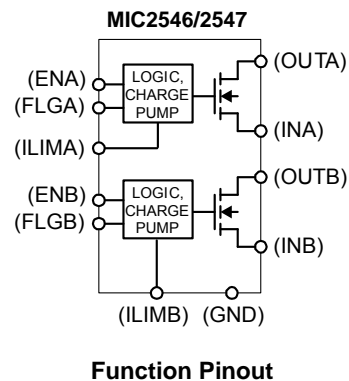 MIC2546/2547
(OUTA)
(ENA)
LOGIC,
CHARGE
PUMP
(FLGA)
(INA)
(ILIMA)
(OUTB)
(ENB)
LOGIC,
CHARGE
PUMP
(FLGB)
(INB)
(ILIMB) (GND)
Function Pinout